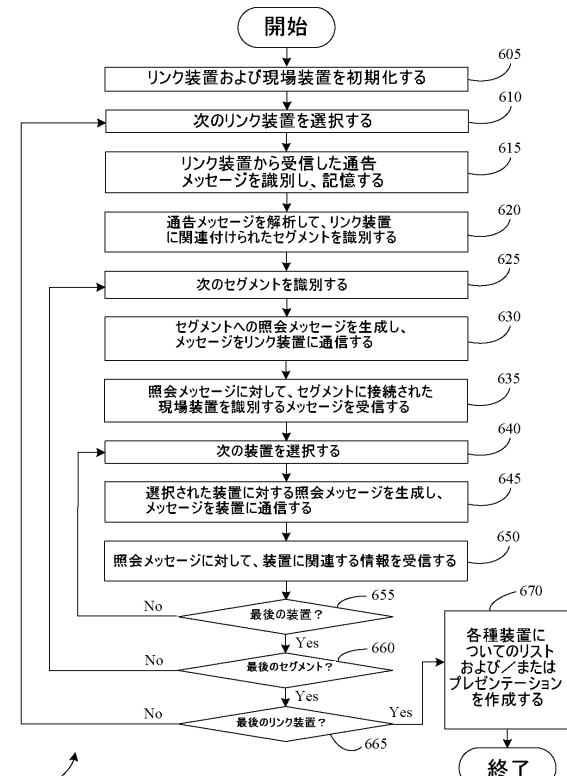 開始
605
リンク装置および現場装置を初期化する
610
次のリンク装置を選択する
615
リンク装置から受信した通告
メッセージを識別し、記憶する
620
通告メッセージを解析して、リンク装置
に関連付けられたセグメントを識別する
625
次のセグメントを識別する
630
セグメントへの照会メッセージを生成し、
メッセージをリンク装置に通信する
635
照会メッセージに対して、セグメントに接続された
現場装置を識別するメッセージを受信する
640
次の装置を選択する
645
選択された装置に対する照会メッセージを生成し、
メッセージを装置に通信する
650
照会メッセージに対して、装置に関連する情報を受信する
655
最後の装置？
No
Yes
660
最後のセグメント？
No
Yes
最後のリンク装置？
No
Yes
665
670
各種装置に
ついてのリスト
および／または
プレゼンテーション
を作成する
終了